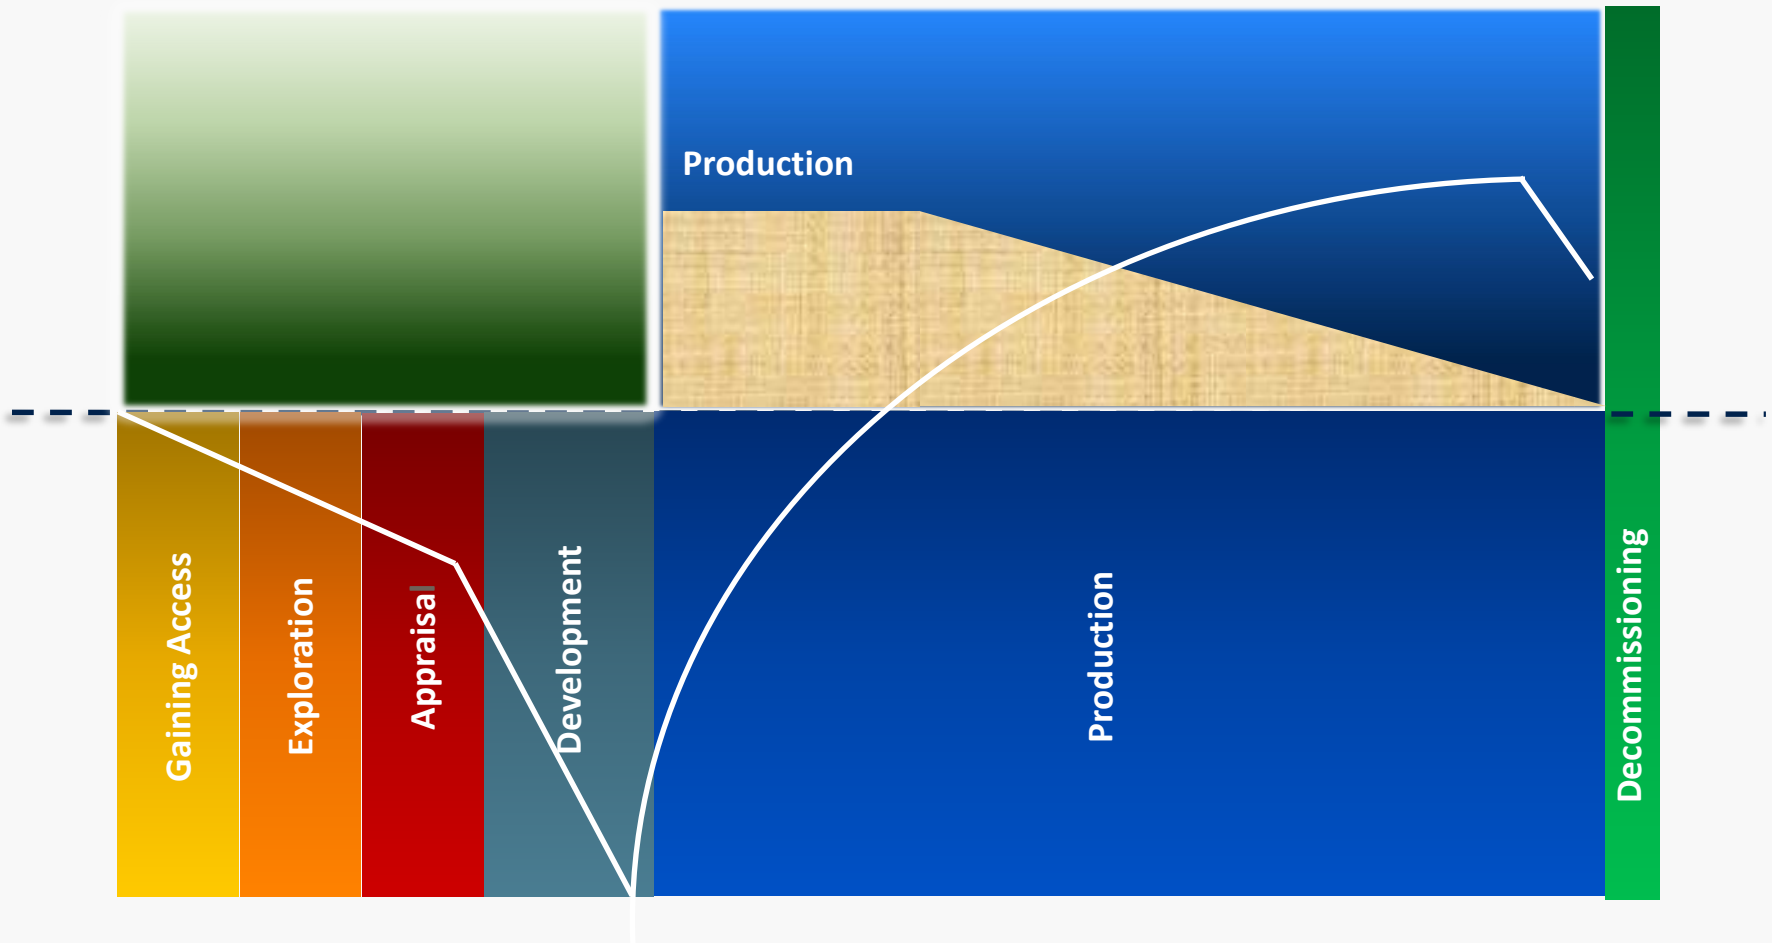 Production
Gaining Access
Exploration
Appraisal
Development
Production
Decommissioning